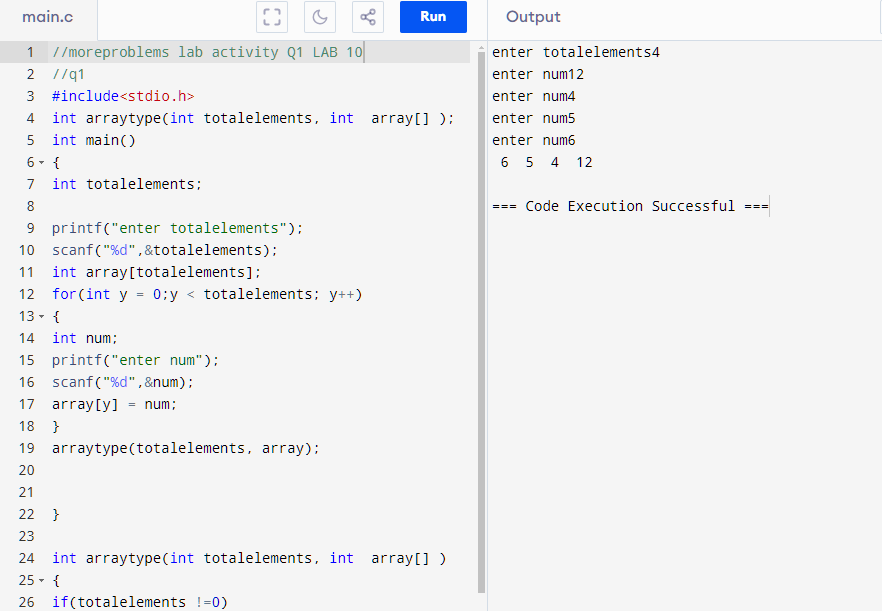 main.c
Run
Output
1 //moreproblems lab activity Q1 LAB 10
2 //q1
3 #include<stdio.h>
4 int arraytype(int totalelements, int  array[] );
5 int main()
6 {
7 int totalelements;
8
9 printf("enter totalelements");
10 scanf("%d",&totalelements);
11 int array[totalelements];
12 for(int y = 0;y < totalelements; y++)
13 {
14 int num;
15 printf("enter num");
16 scanf("%d",&num);
17 array[y] = num;
18 }
19 arraytype(totalelements, array);
20
21
22 }
23
24 int arraytype(int totalelements, int  array[] )
25 {
26 if(totalelements !=0)
enter totalelements4
enter num12
enter num4
enter num5
enter num6
6  5  4  12
=== Code Execution Successful ===